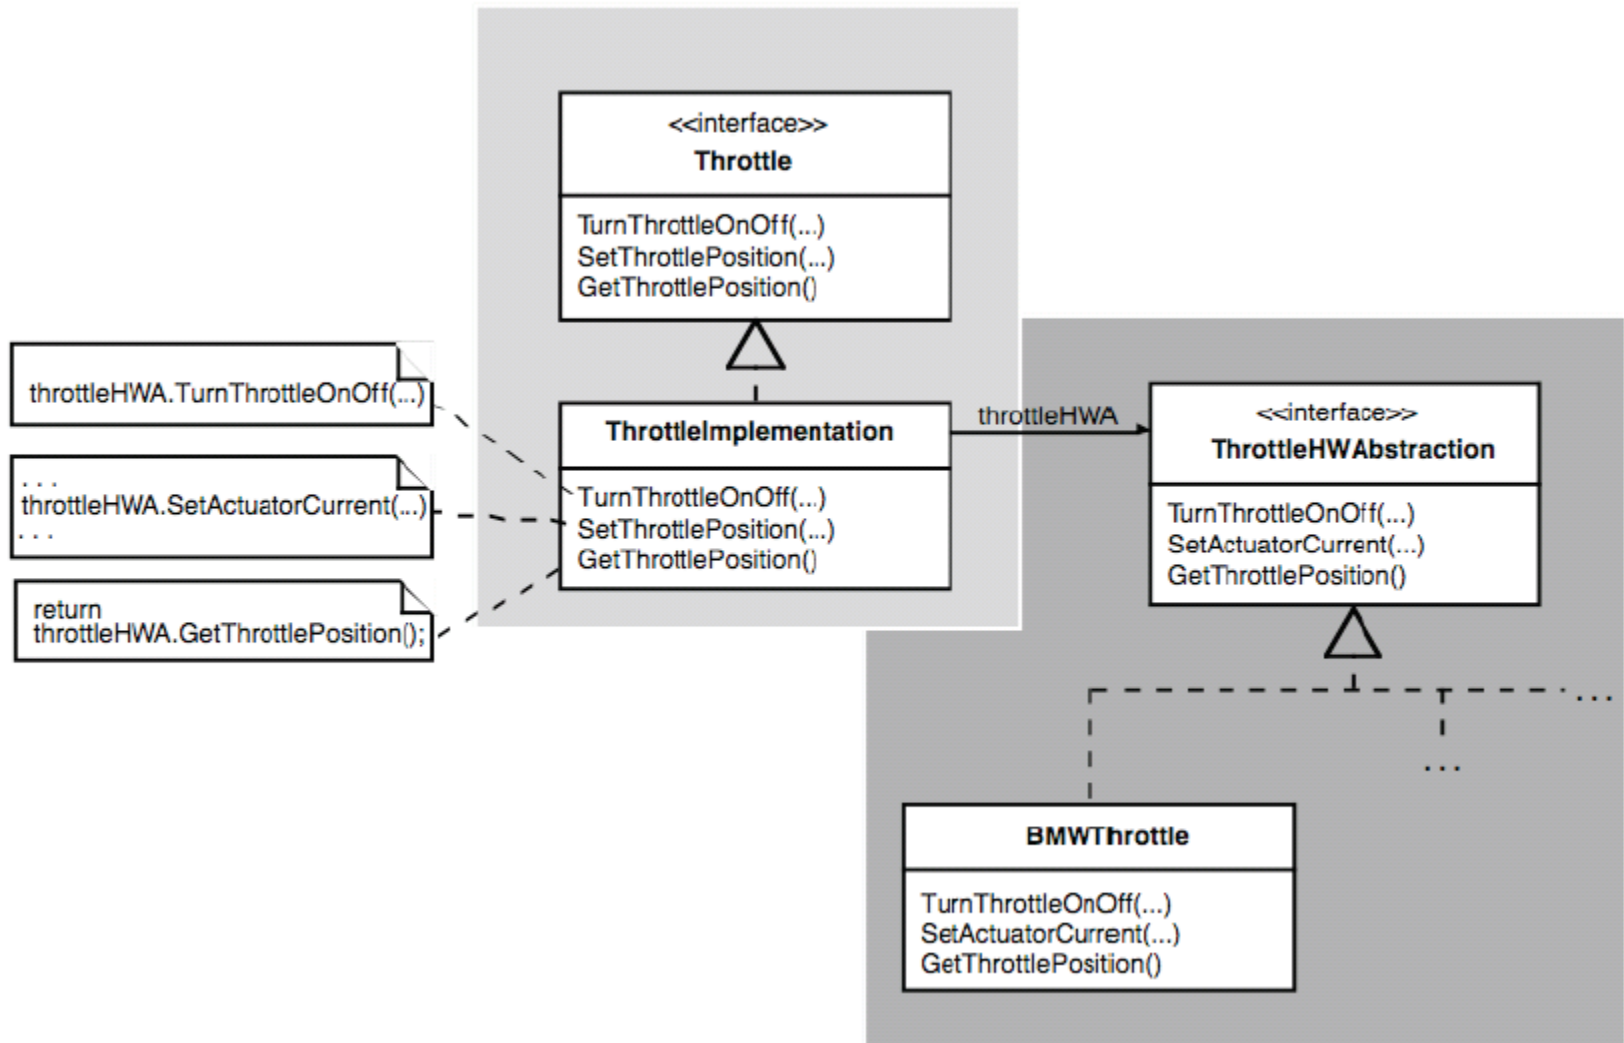 <<interface>>
Throttle
TurnThrottleOnOff(...)
SetThrottlePosition(...)
GetThrottlePosition()
throttleHWA.TurnThrottleOnOff(...)
. . .
throttleHWA.SetActuatorCurrent(...)
. . .
return
throttleHWA.GetThrottlePosition();
ThrottleImplementation
TurnThrottleOnOff(...)
SetThrottlePosition(...)
GetThrottlePosition()
throttleHWA
<<interface>>
ThrottleHWAbstraction
TurnThrottleOnOff(...)
SetActuatorCurrent(...)
GetThrottlePosition()
. . .
. . .
BMWThrottle
TurnThrottleOnOff(...)
SetActuatorCurrent(...)
GetThrottlePosition()